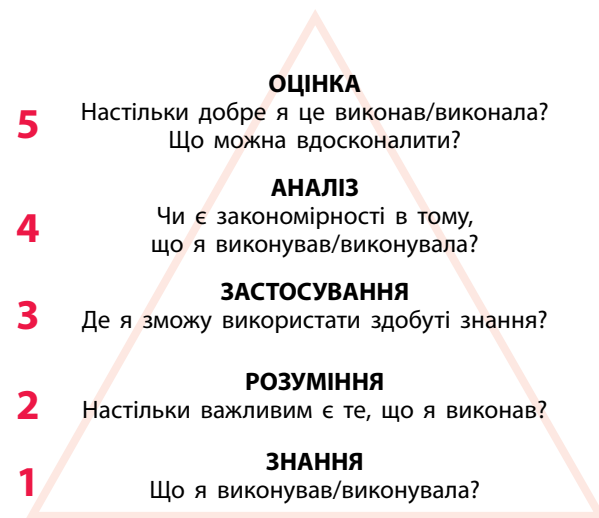 ОЦІНКА
5
Настільки добре я це виконав/виконала?
Що можна вдосконалити?
АНАЛІЗ
4
Чи є закономірності в тому,
що я виконував/виконувала?
ЗАСТОСУВАННЯ
3
Де я зможу використати здобуті знання?
РОЗУМІННЯ
2
Настільки важливим є те, що я виконав?
ЗНАННЯ
1
Що я виконував/виконувала?